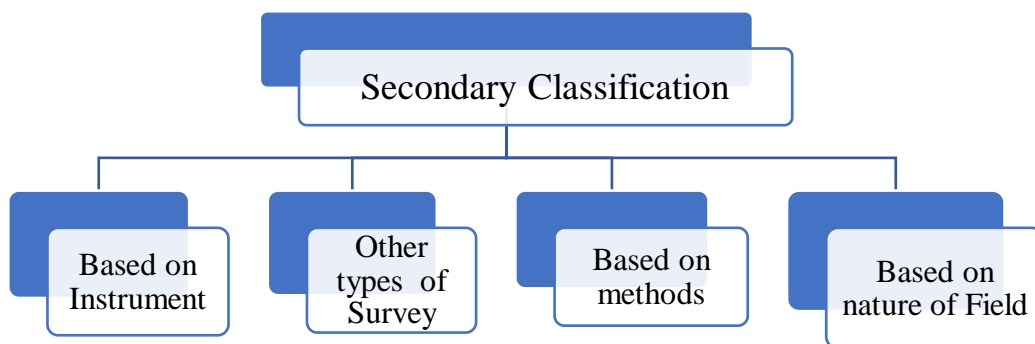 Secondary Classification
Based on
Instrument
Other
types of
Survey
Based on
methods
Based on
nature of Field